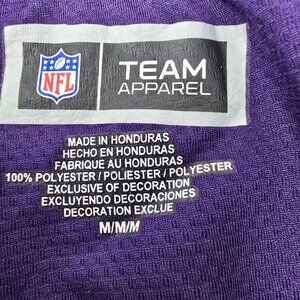 NFL
TEAM
APPAREL
MADE IN HONDURAS
HECHO EN HONDURAS
FABRIQUE AU HONDURAS
100% POLYESTER / POLIESTER / POLYESTER
EXCLUSIVE OF DECORATION
EXCLUYENDO DECORACIONES
DECORATION EXCLUE
M/M/M